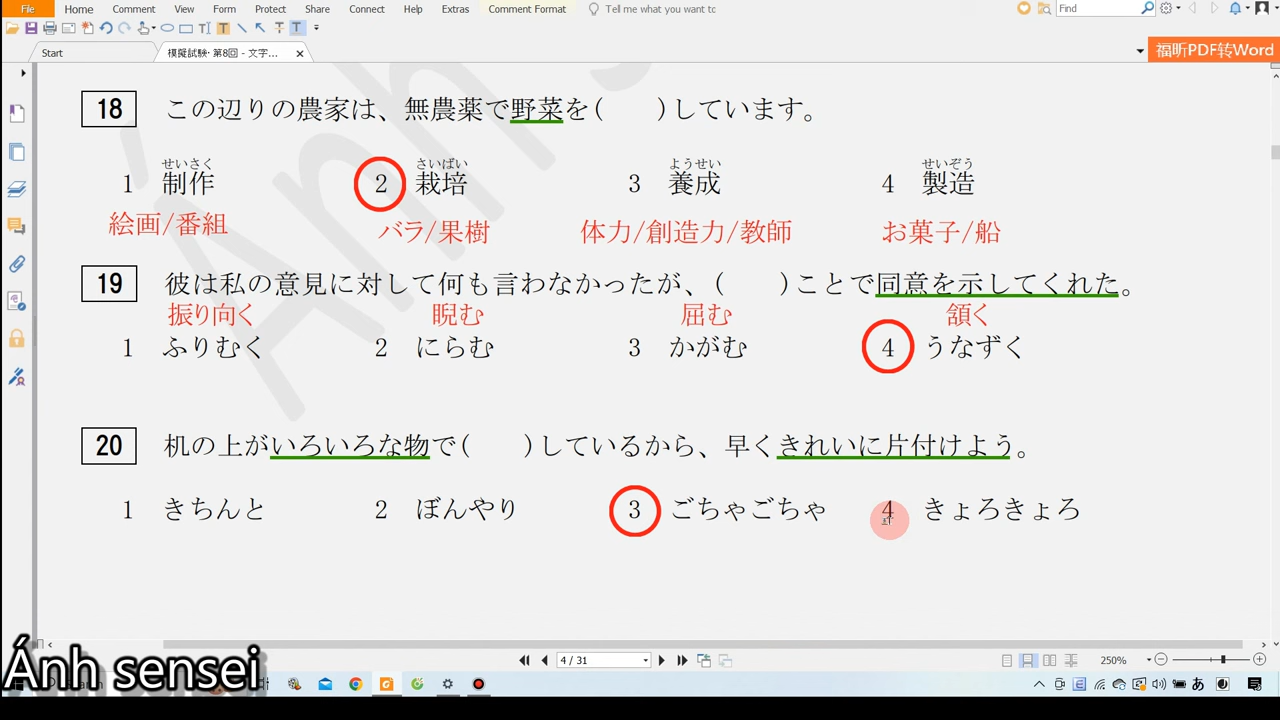 File Home Comment View Form Protect Share Connect Help Extras Comment Format Tell me what you want tc Find
Start 模擬試験· 第8回 - 文字... 福昕PDF转Word
18 この辺りの農家は、無農薬で野菜を( )しています。
せいさく さいばい ようせい せいぞう
1 制作 2 栽培 3 養成 4 製造
絵画/番組 バラ/果樹 体力/創造力/教師 お菓子/船
19 彼は私の意見に対して何も言わなかったが、( )ことで同意を示してくれた。
振り向く 睨む 屈む 頷く
1 ふりむく 2 にらむ 3 かがむ 4 うなずく
20 机の上がいろいろな物で( )しているから、早くきれいに片付けよう。
1 きちんと 2 ぼんやり 3 ごちゃごちゃ 4 きょろきょろ
Ánh s
4 / 31 250%
Ánh sensei
あ